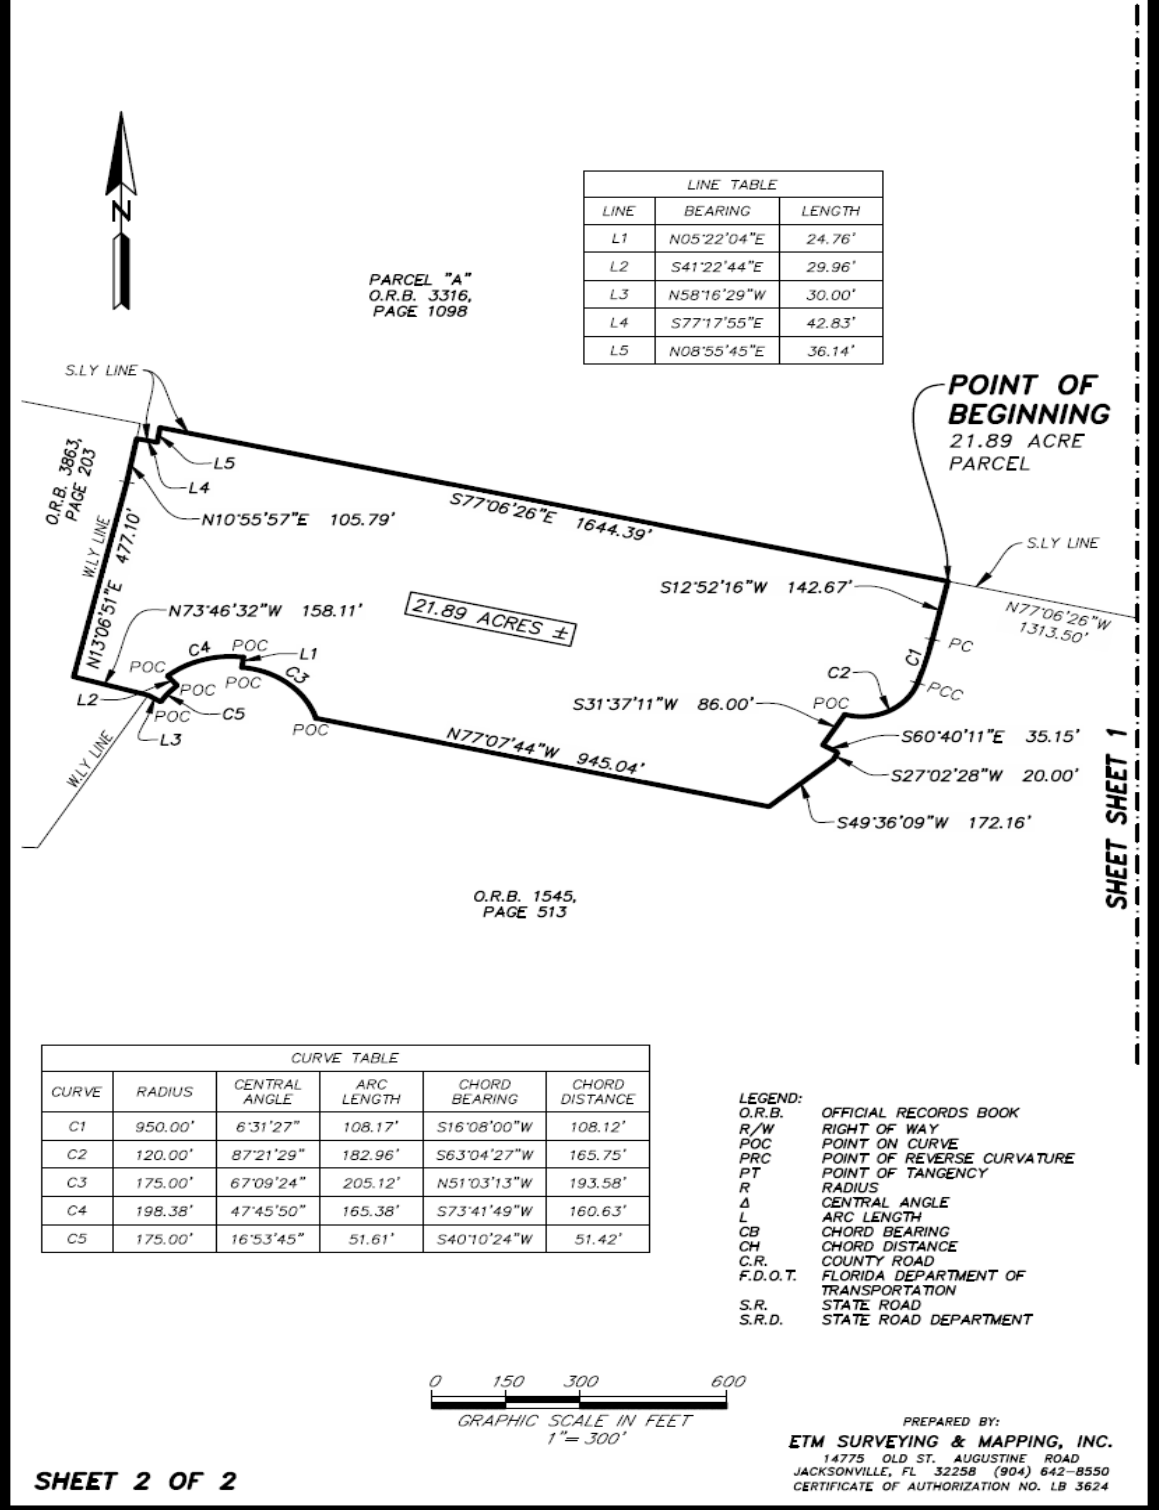 LINE TABLE
LINE BEARING LENGTH
L1 N05°22'04"E 24.76'
L2 S41°22'44"E 29.96'
L3 N58°16'29"W 30.00'
L4 S77°17'55"E 42.83'
L5 N08°55'45"E 36.14'
N
PARCEL "A"
O.R.B. 3316,
PAGE 1098
S.LY LINE
POINT OF
BEGINNING
21.89 ACRE
PARCEL
O.R.B. 3863,
PAGE 203
L5
L4
N10°55'57"E 105.79'
S77°06'26"E 1644.39'
S.LY LINE
W.LY LINE
N13°06'51"E 477.10'
S12°52'16"W 142.67'
N77°06'26"W
1313.50'
N73°46'32"W 158.11'
21.89 ACRES ±
PC
C1
C4
POC
L1
POC
POC
C3
C2
PCC
L2
POC
C5
POC
L3
POC
S31°37'11"W 86.00'
POC
N77°07'44"W 945.04'
S60°40'11"E 35.15'
S27°02'28"W 20.00'
W.LY LINE
S49°36'09"W 172.16'
SHEET SHEET 1
O.R.B. 1545,
PAGE 513
CURVE TABLE
CURVE RADIUS CENTRAL ANGLE ARC LENGTH CHORD BEARING CHORD DISTANCE
C1 950.00' 6°31'27" 108.17' S16°08'00"W 108.12'
C2 120.00' 87°21'29" 182.96' S63°04'27"W 165.75'
C3 175.00' 67°09'24" 205.12' N51°03'13"W 193.58'
C4 198.38' 47°45'50" 165.38' S73°41'49"W 160.63'
C5 175.00' 16°53'45" 51.61' S40°10'24"W 51.42'
LEGEND:
O.R.B. OFFICIAL RECORDS BOOK
R/W RIGHT OF WAY
POC POINT ON CURVE
PRC POINT OF REVERSE CURVATURE
PT POINT OF TANGENCY
R RADIUS
Δ CENTRAL ANGLE
L ARC LENGTH
CB CHORD BEARING
CH CHORD DISTANCE
C.R. COUNTY ROAD
F.D.O.T. FLORIDA DEPARTMENT OF
TRANSPORTATION
S.R. STATE ROAD
S.R.D. STATE ROAD DEPARTMENT
0 150 300 600
GRAPHIC SCALE IN FEET
1"= 300'
PREPARED BY:
ETM SURVEYING & MAPPING, INC.
14775 OLD ST. AUGUSTINE ROAD
JACKSONVILLE, FL 32258 (904) 642-8550
CERTIFICATE OF AUTHORIZATION NO. LB 3624
SHEET 2 OF 2